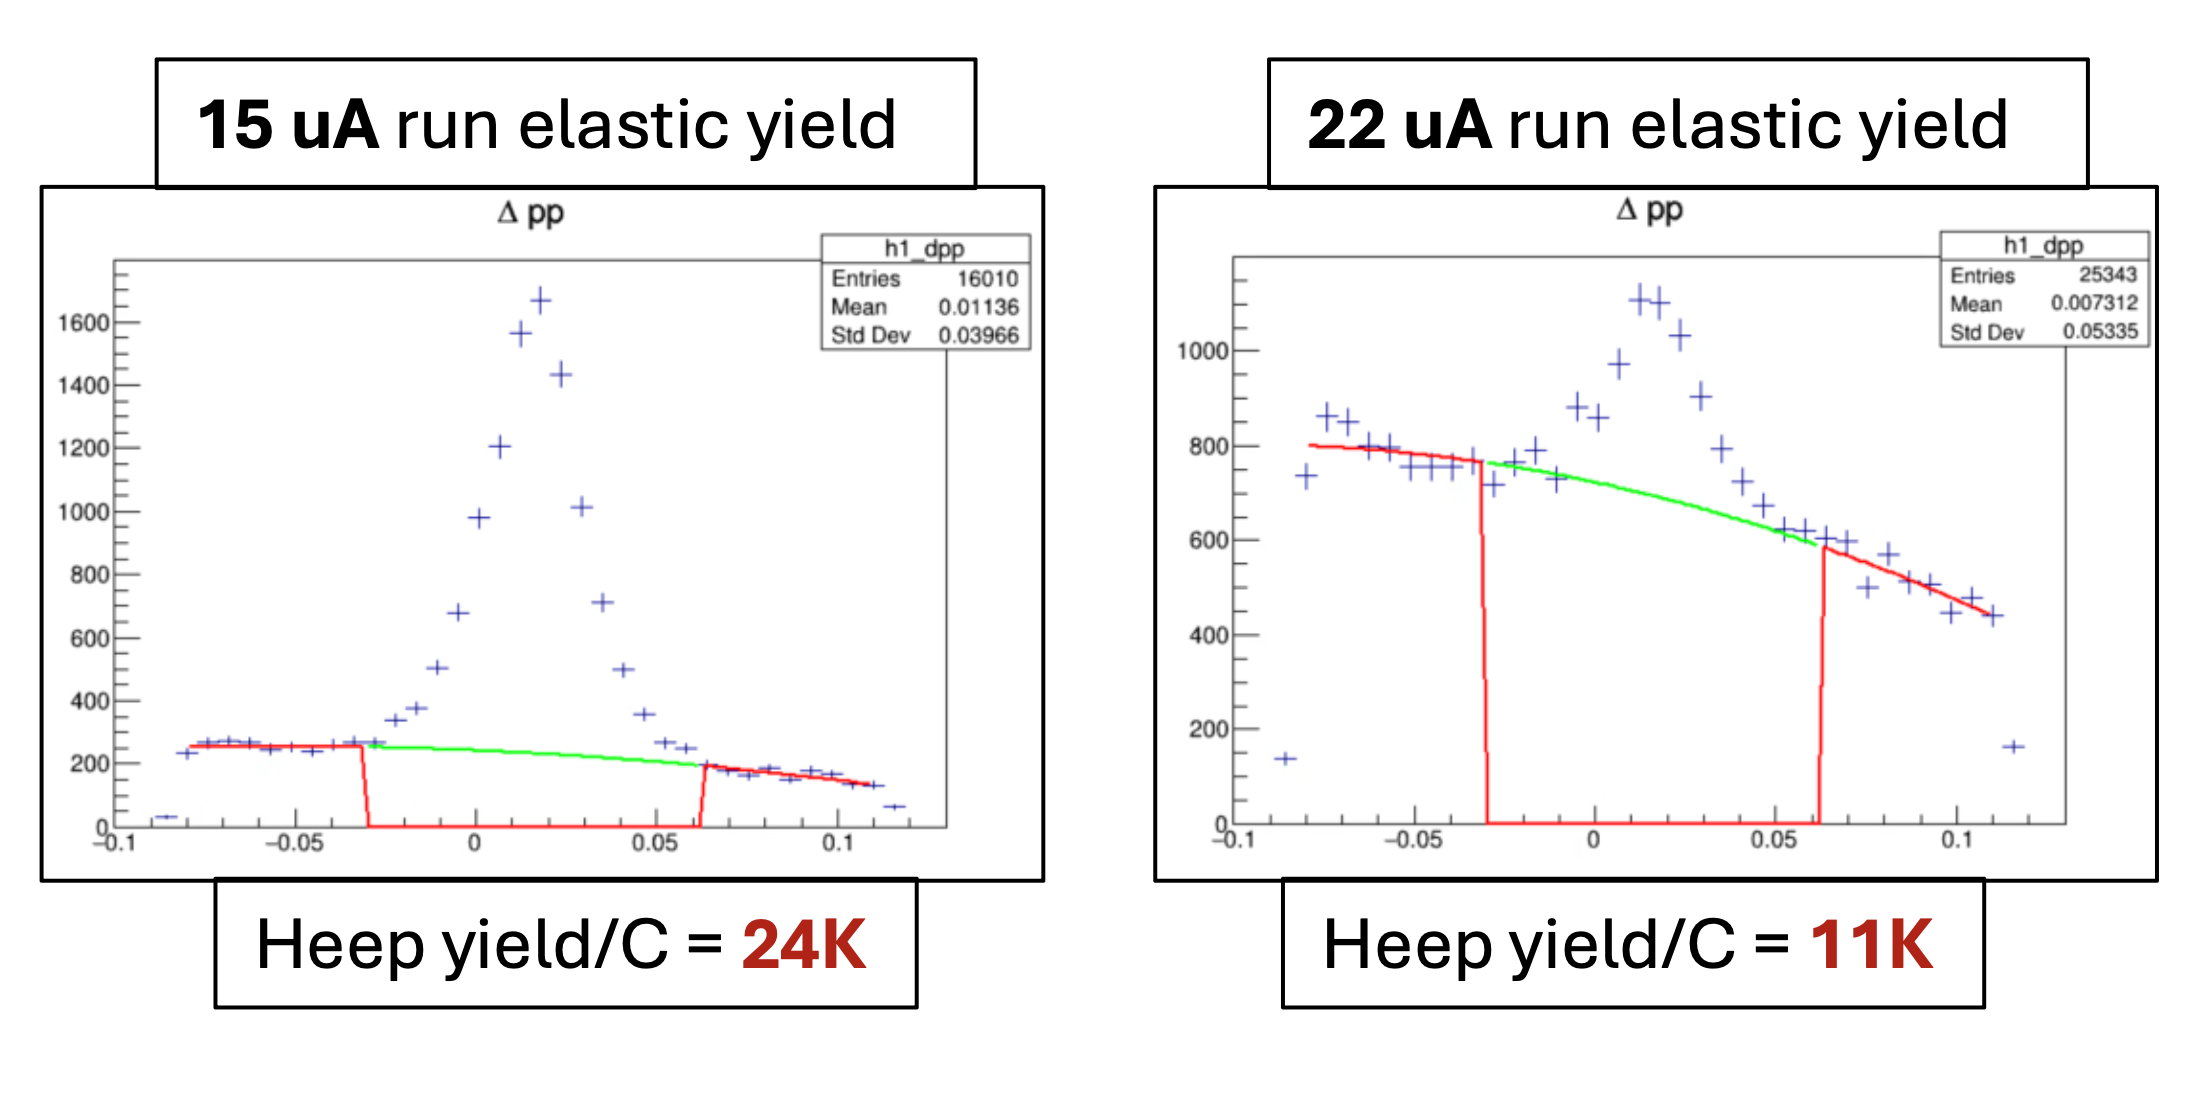 15 uA run elastic yield
Δ pp
h1_dpp
Entries 16010
Mean 0.01136
Std Dev 0.03966
1600
1400
1200
1000
800
600
400
200
0
−0.1 −0.05 0 0.05 0.1
Heep yield/C = 24K
22 uA run elastic yield
Δ pp
h1_dpp
Entries 25343
Mean 0.007312
Std Dev 0.05335
1000
800
600
400
200
0
−0.1 −0.05 0 0.05 0.1
Heep yield/C = 11K